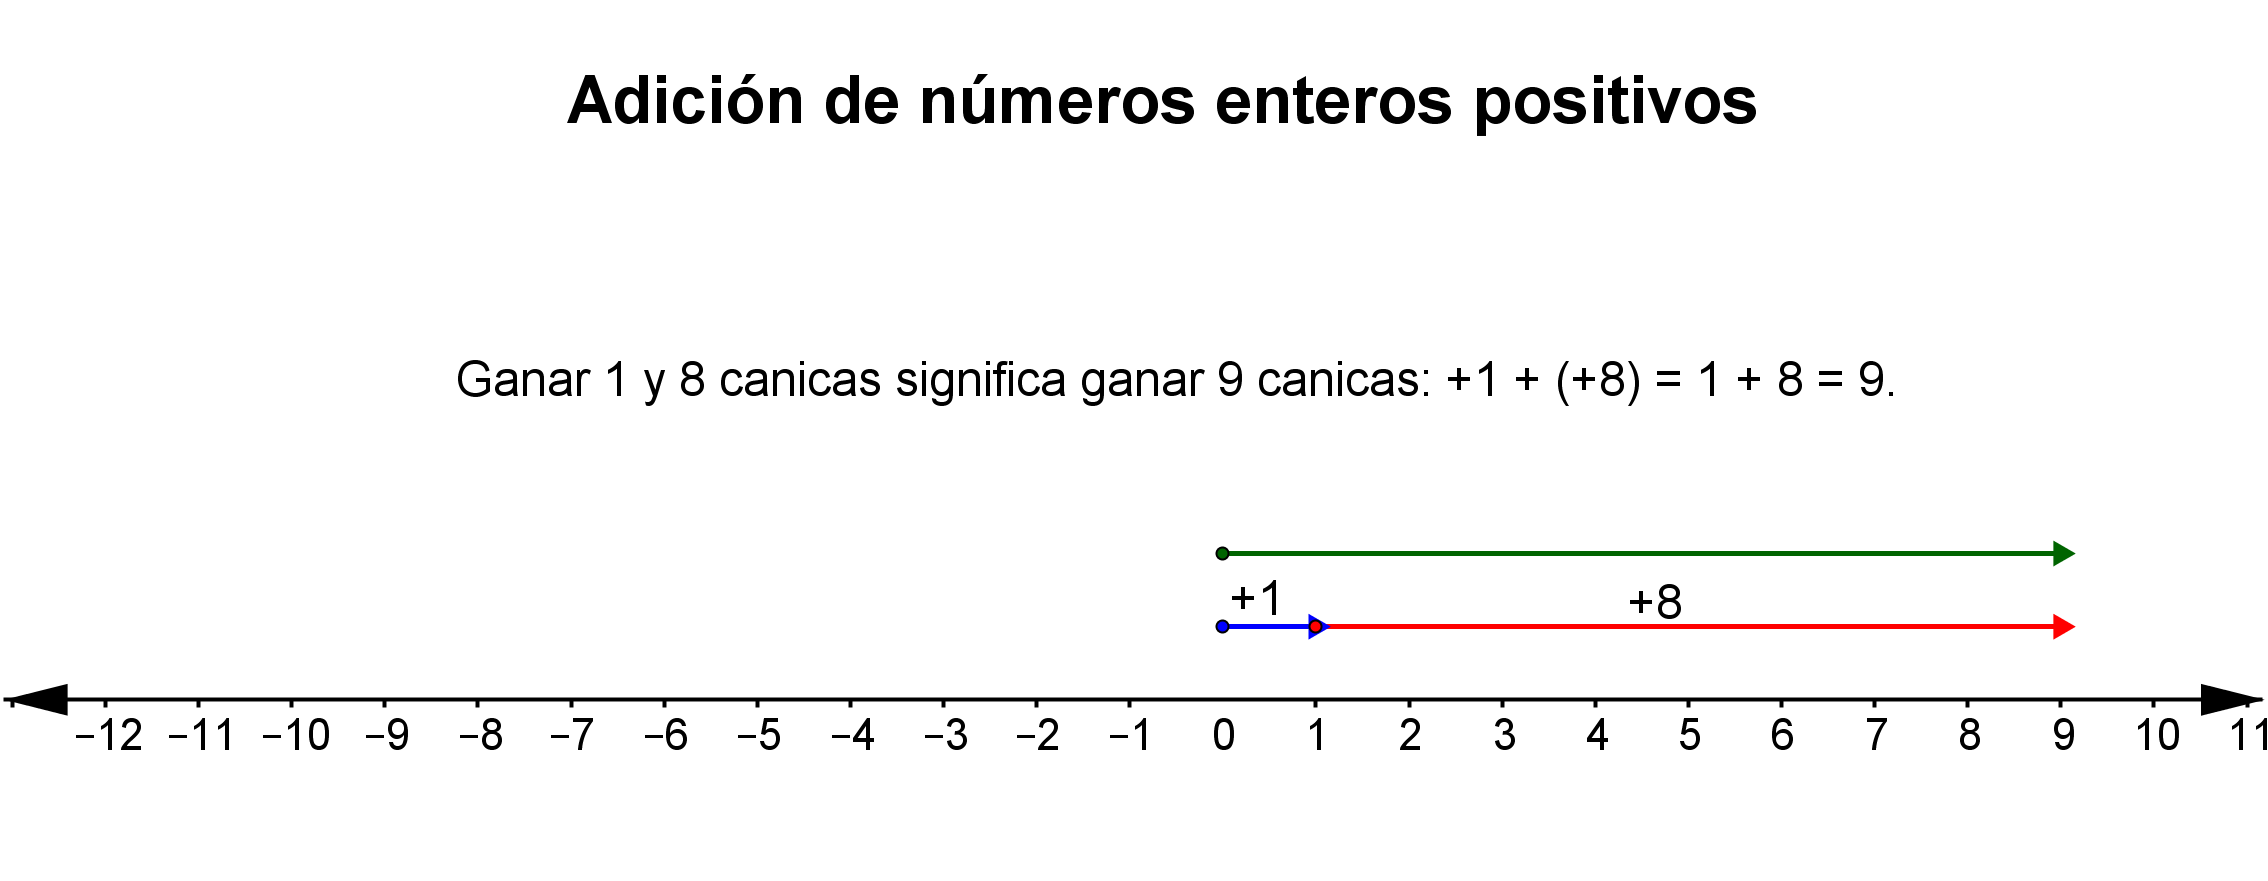 Adición de números enteros positivos
Ganar 1 y 8 canicas significa ganar 9 canicas: +1 + (+8) = 1 + 8 = 9.
+1 +8
−12 −11 −10 −9 −8 −7 −6 −5 −4 −3 −2 −1 0 1 2 3 4 5 6 7 8 9 10 11